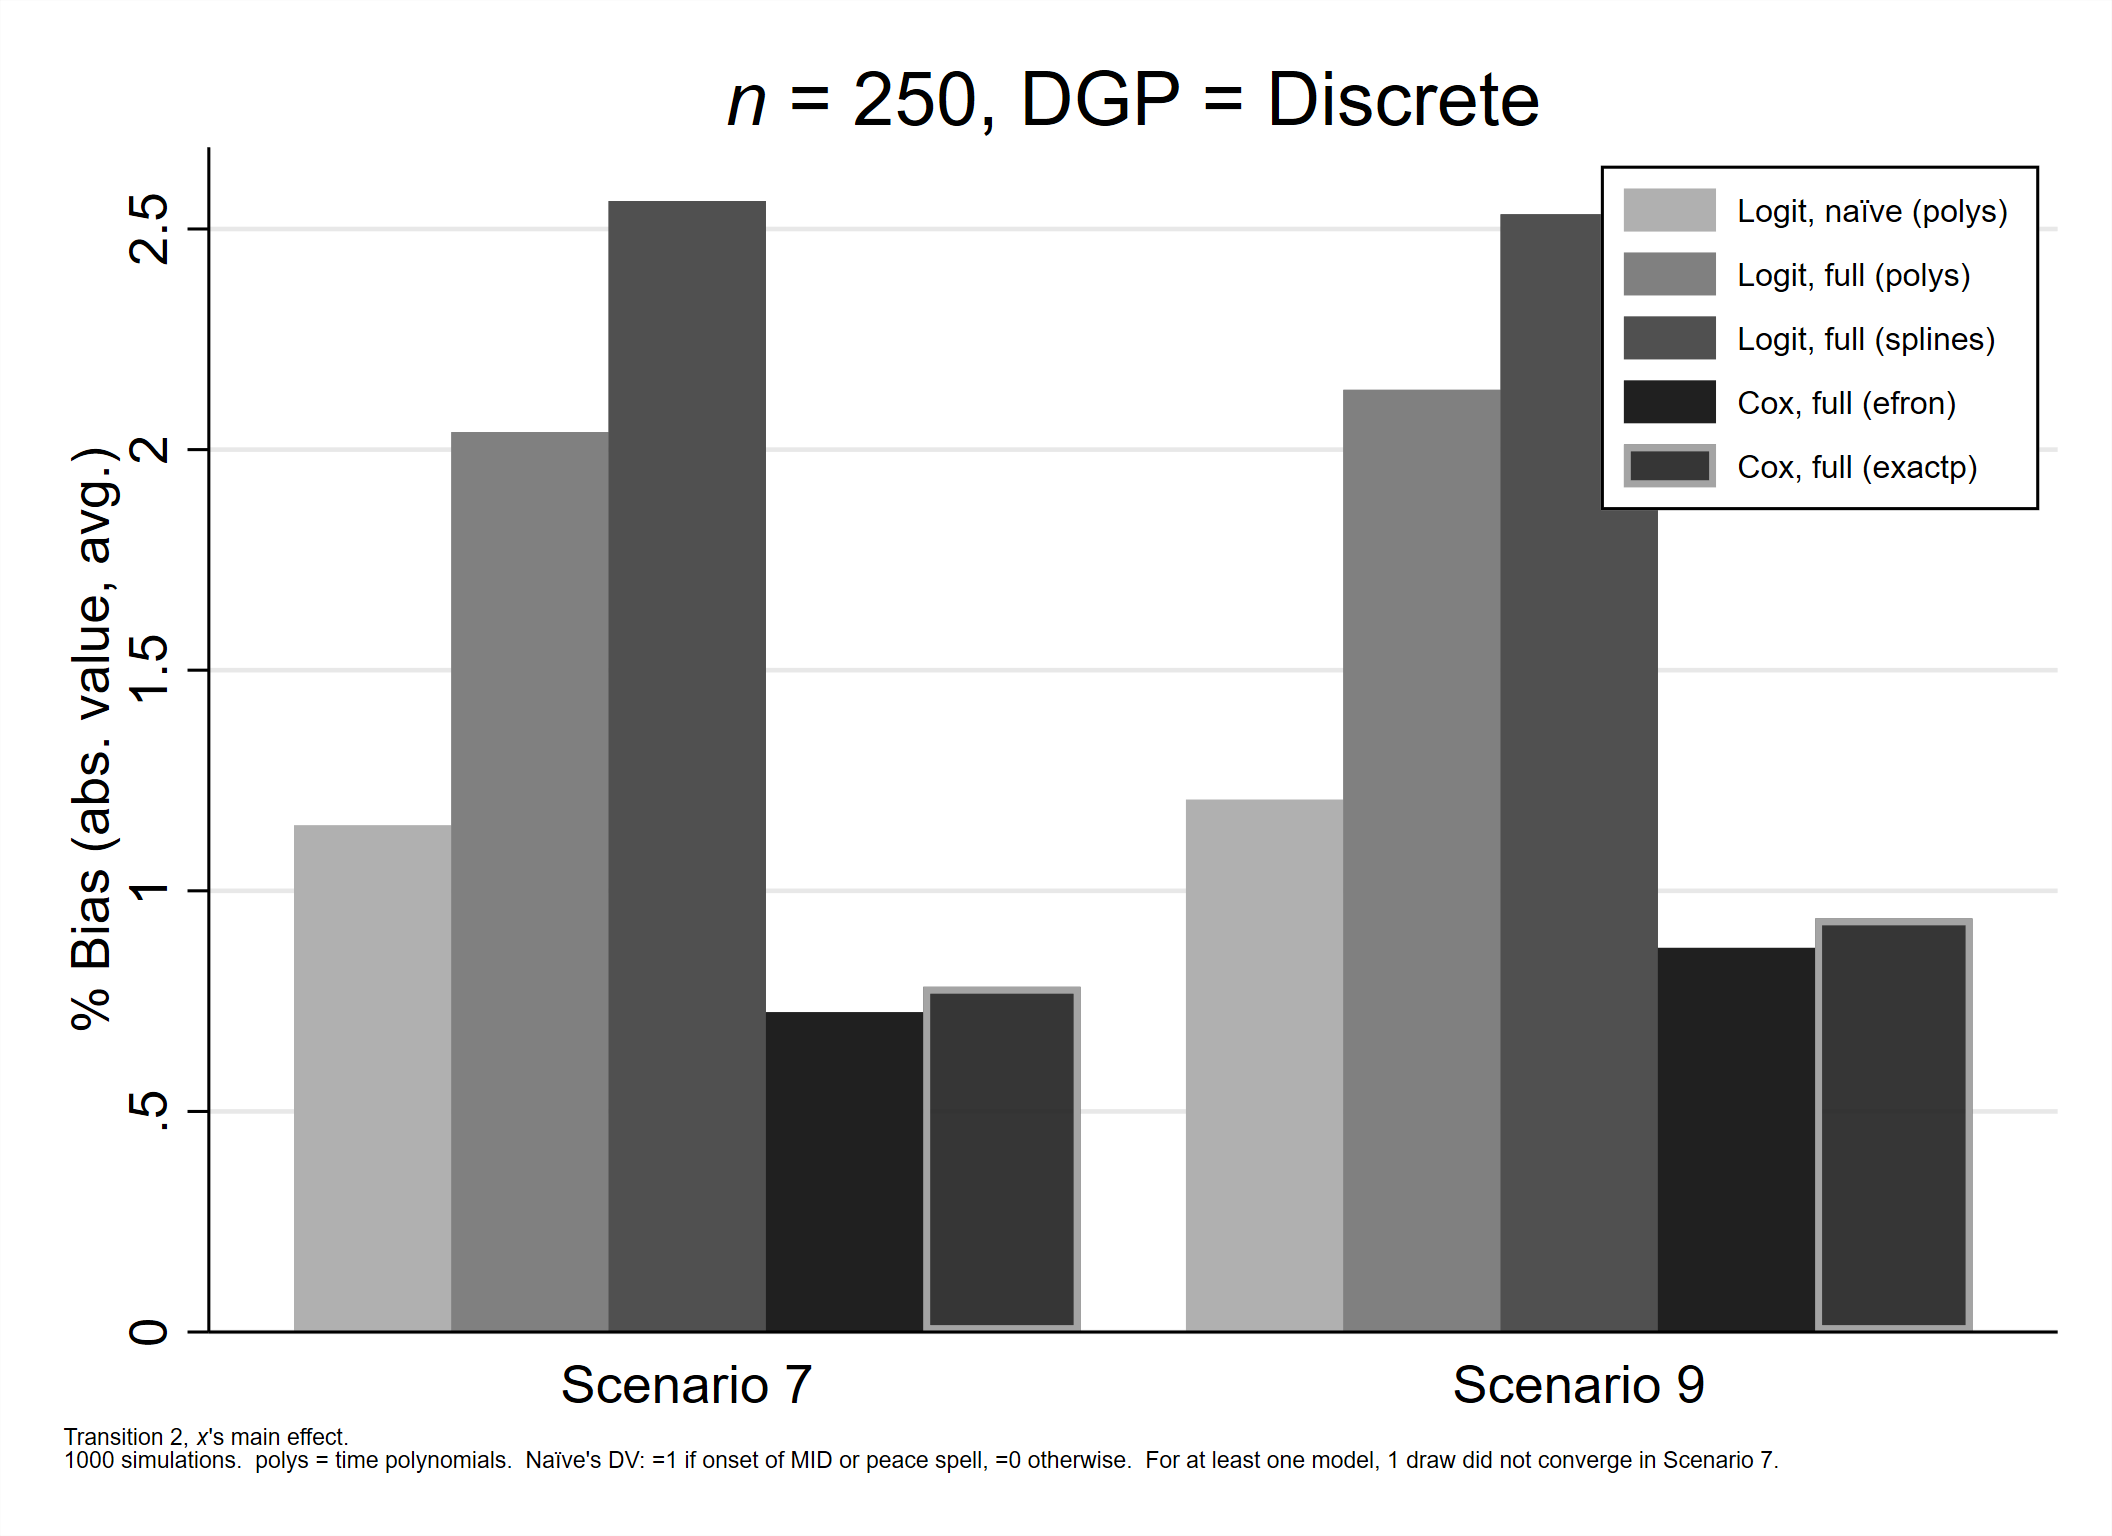 n = 250, DGP = Discrete
% Bias (abs. value, avg.)
2.5
2
1.5
1
.5
0
Logit, naïve (polys)
Logit, full (polys)
Logit, full (splines)
Cox, full (efron)
Cox, full (exactp)
Scenario 7
Scenario 9
Transition 2, x's main effect.
1000 simulations.  polys = time polynomials.  Naïve's DV: =1 if onset of MID or peace spell, =0 otherwise.  For at least one model, 1 draw did not converge in Scenario 7.